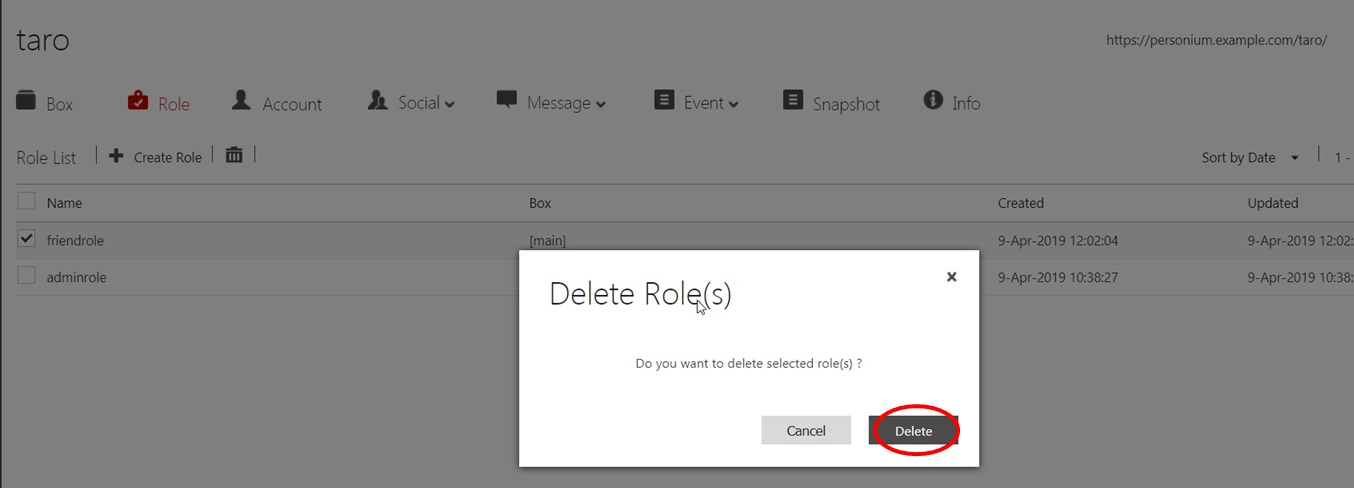 taro
https://personium.example.com/taro/
Box Role Account Social Message Event Snapshot Info
Role List Create Role Sort by Date 1 -
Name Box Created Updated
friendrole [main] 9-Apr-2019 12:02:04 9-Apr-2019 12:02:
adminrole 9-Apr-2019 10:38:27 9-Apr-2019 10:38:
Delete Role(s)
Do you want to delete selected role(s) ?
Cancel Delete